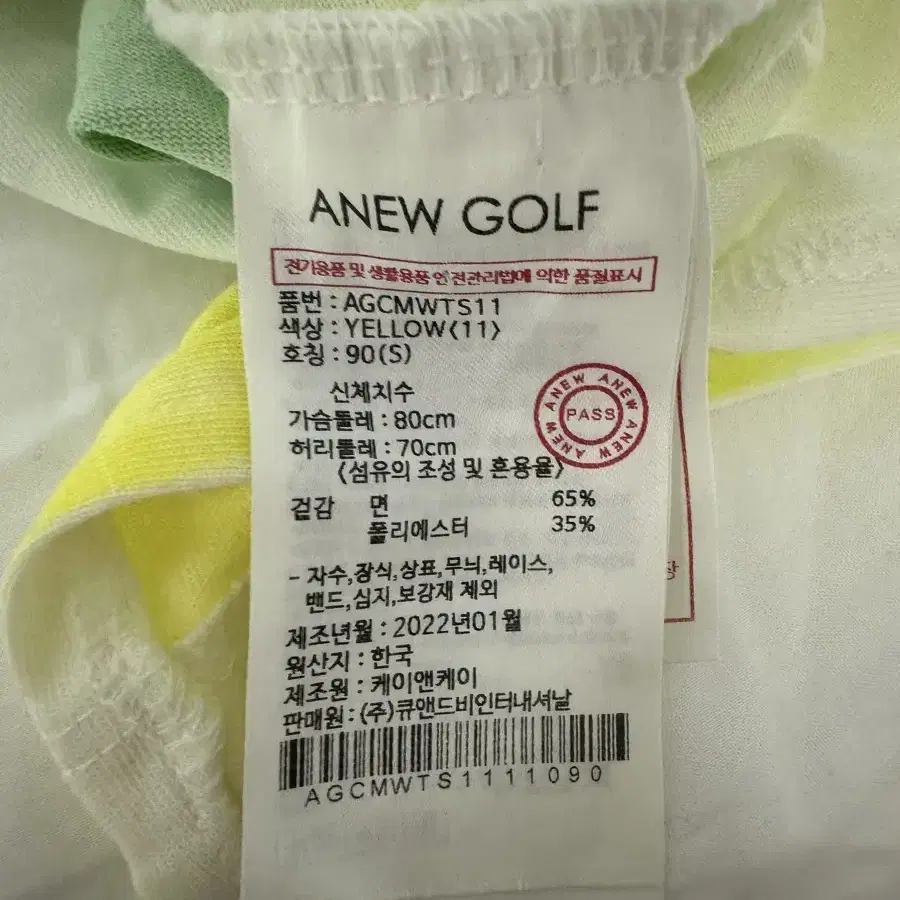 ANEW GOLF
전기용품 및 생활용품 안전관리법에 의한 품질표시
품번 : AGCMWTS11
색상 : YELLOW(11)
호칭 : 90(S)
신체치수
가슴둘레 : 80cm
허리둘레 : 70cm
ANEW ANEW ANEW ANEW
PASS
(섬유의 조성 및 혼용율)
겉감 면 65%
폴리에스터 35%
- 자수,장식,상표,무늬,레이스,
밴드,심지,보강재 제외
제조년월 : 2022년01월
원산지 : 한국
제조원 : 케이앤케이
판매원 : (주)큐앤드비인터내셔날
AGCMWTS1111090
장